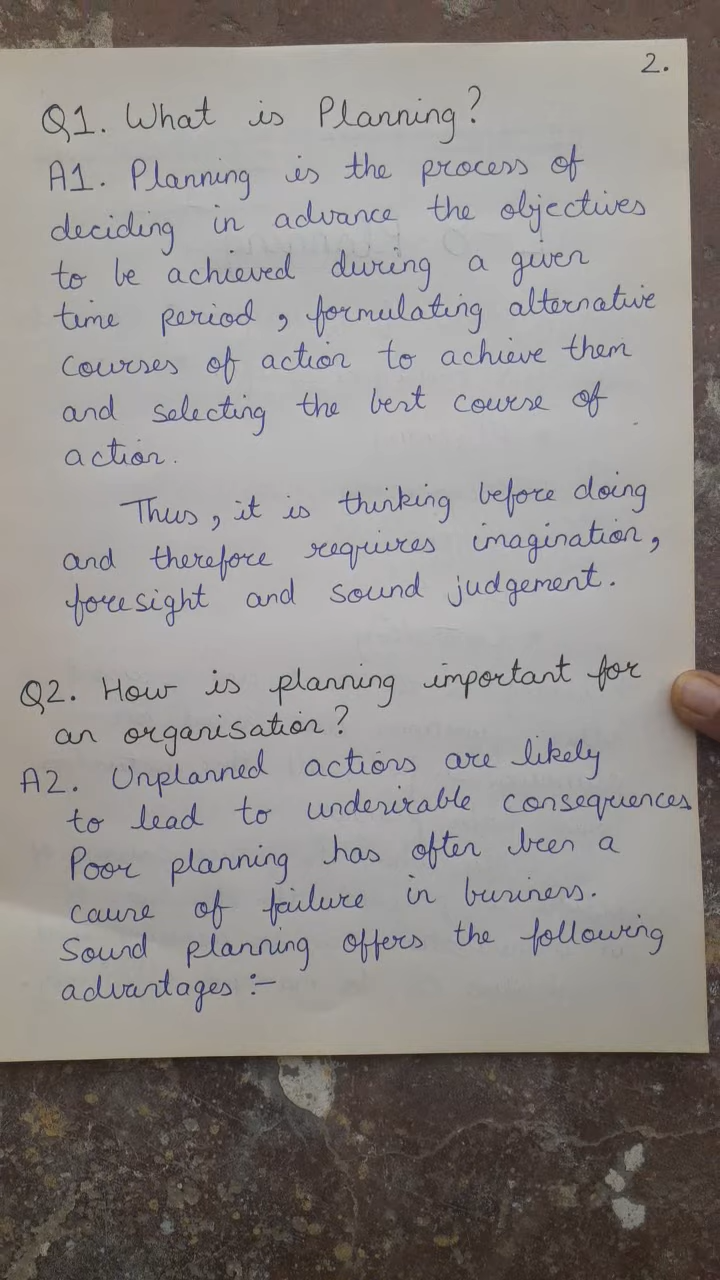 2.
Q1. What is Planning?
A1. Planning is the process of
deciding in advance the objectives
to be achieved during a given
time period, formulating alternative
courses of action to achieve them
and selecting the best course of
action.
Thus, it is thinking before doing
and therefore requires imagination,
foresight and sound judgement.
Q2. How is planning important for
an organisation?
A2. Unplanned actions are likely
to lead to undesirable consequences
Poor planning has often been a
cause of failure in business.
Sound planning offers the following
advantages :-